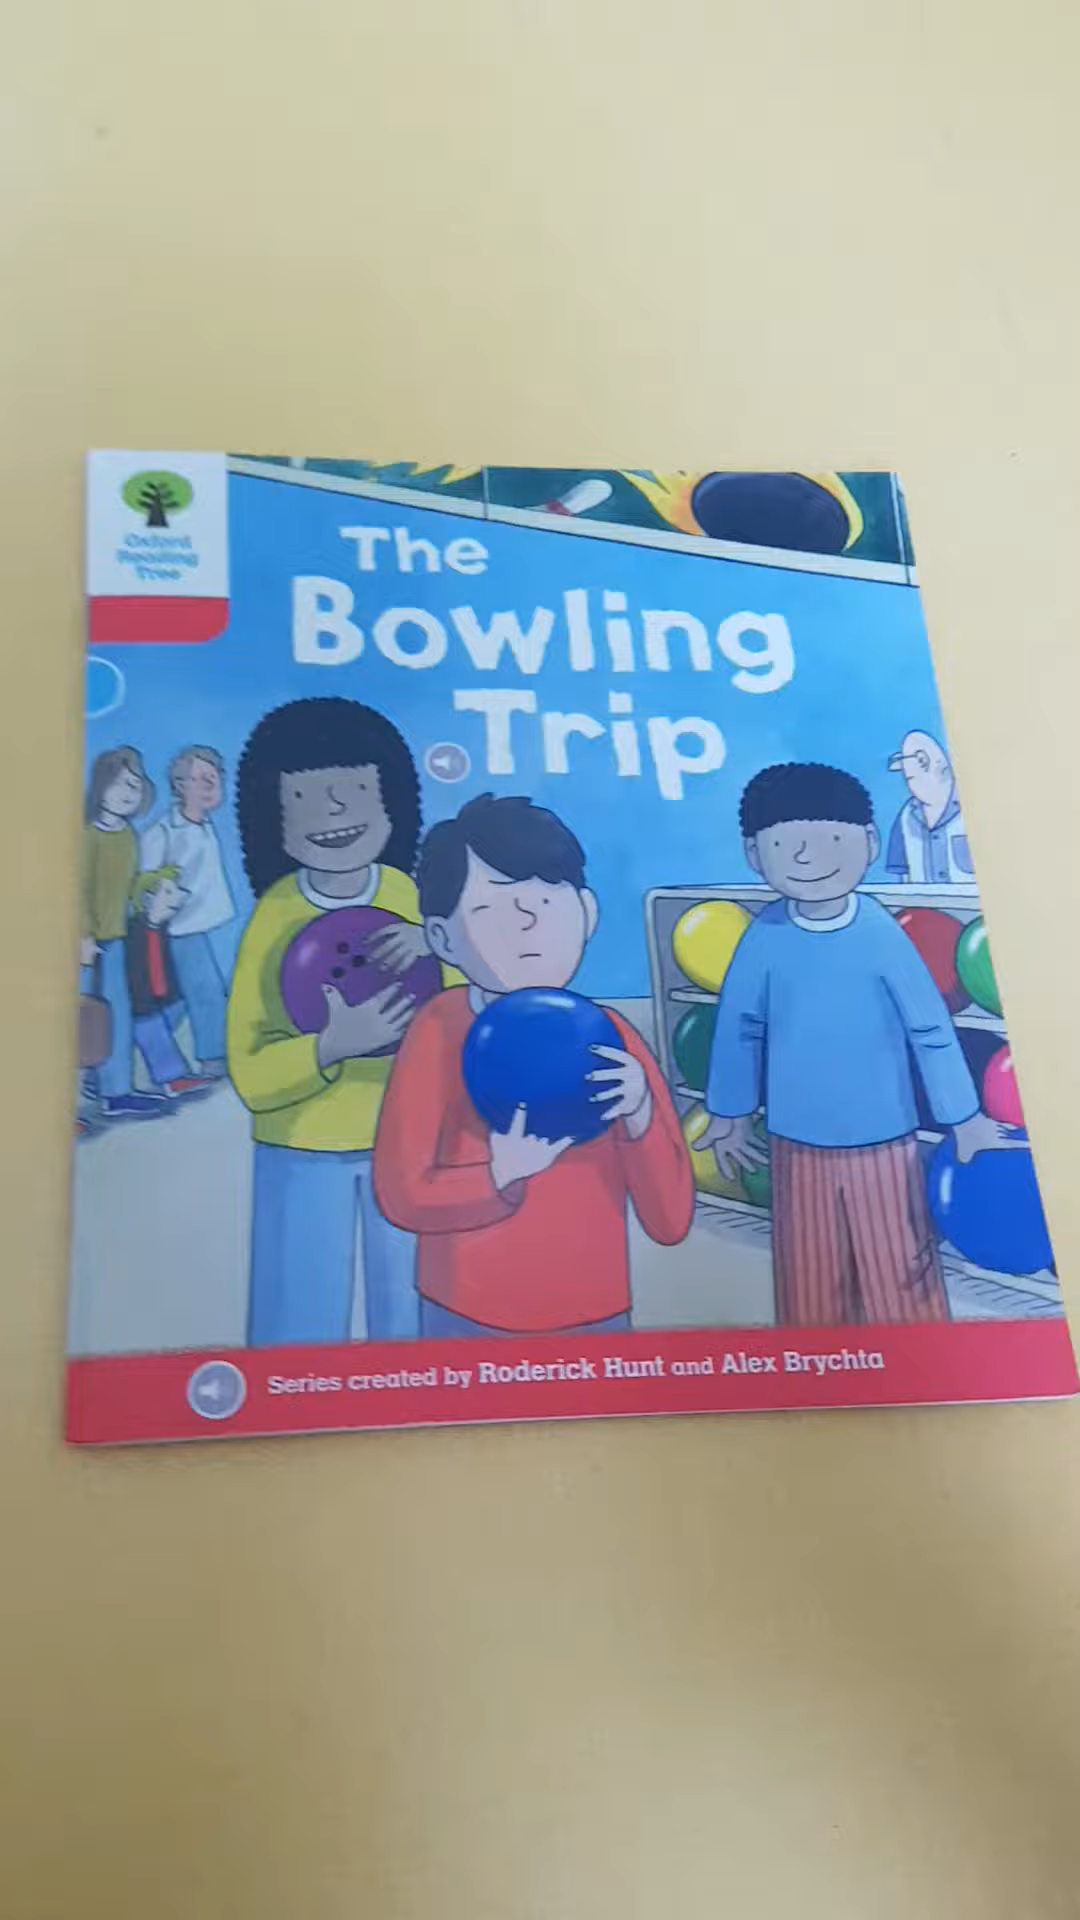 Oxford
Reading
Tree
The
Bowling
Trip
Series created by Roderick Hunt and Alex Brychta